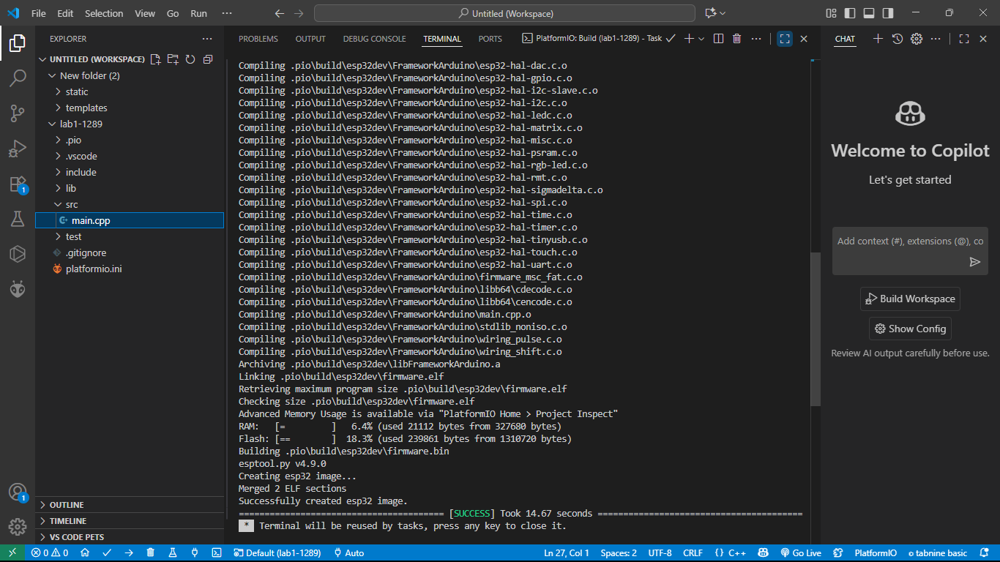 File Edit Selection View Go Run ··· Untitled (Workspace)
EXPLORER ···
UNTITLED (WORKSPACE)
New folder (2)
static
templates
lab1-1289
.pio
.vscode
include
lib
src
main.cpp
test
.gitignore
platformio.ini
OUTLINE
TIMELINE
VS CODE PETS
1
1
PROBLEMS OUTPUT DEBUG CONSOLE TERMINAL PORTS PlatformIO: Build (lab1-1289) - Task
Compiling .pio\build\esp32dev\FrameworkArduino\esp32-hal-dac.c.o
Compiling .pio\build\esp32dev\FrameworkArduino\esp32-hal-gpio.c.o
Compiling .pio\build\esp32dev\FrameworkArduino\esp32-hal-i2c-slave.c.o
Compiling .pio\build\esp32dev\FrameworkArduino\esp32-hal-i2c.c.o
Compiling .pio\build\esp32dev\FrameworkArduino\esp32-hal-ledc.c.o
Compiling .pio\build\esp32dev\FrameworkArduino\esp32-hal-matrix.c.o
Compiling .pio\build\esp32dev\FrameworkArduino\esp32-hal-misc.c.o
Compiling .pio\build\esp32dev\FrameworkArduino\esp32-hal-psram.c.o
Compiling .pio\build\esp32dev\FrameworkArduino\esp32-hal-rgb-led.c.o
Compiling .pio\build\esp32dev\FrameworkArduino\esp32-hal-rmt.c.o
Compiling .pio\build\esp32dev\FrameworkArduino\esp32-hal-sigmadelta.c.o
Compiling .pio\build\esp32dev\FrameworkArduino\esp32-hal-spi.c.o
Compiling .pio\build\esp32dev\FrameworkArduino\esp32-hal-time.c.o
Compiling .pio\build\esp32dev\FrameworkArduino\esp32-hal-timer.c.o
Compiling .pio\build\esp32dev\FrameworkArduino\esp32-hal-tinyusb.c.o
Compiling .pio\build\esp32dev\FrameworkArduino\esp32-hal-touch.c.o
Compiling .pio\build\esp32dev\FrameworkArduino\esp32-hal-uart.c.o
Compiling .pio\build\esp32dev\FrameworkArduino\firmware_msc_fat.c.o
Compiling .pio\build\esp32dev\FrameworkArduino\libb64\cdecode.c.o
Compiling .pio\build\esp32dev\FrameworkArduino\libb64\cencode.c.o
Compiling .pio\build\esp32dev\FrameworkArduino\main.cpp.o
Compiling .pio\build\esp32dev\FrameworkArduino\stdlib_noniso.c.o
Compiling .pio\build\esp32dev\FrameworkArduino\wiring_pulse.c.o
Compiling .pio\build\esp32dev\FrameworkArduino\wiring_shift.c.o
Archiving .pio\build\esp32dev\libFrameworkArduino.a
Linking .pio\build\esp32dev\firmware.elf
Retrieving maximum program size .pio\build\esp32dev\firmware.elf
Checking size .pio\build\esp32dev\firmware.elf
Advanced Memory Usage is available via "PlatformIO Home > Project Inspect"
RAM:   [=         ]   6.4% (used 21112 bytes from 327680 bytes)
Flash: [==        ]  18.3% (used 239861 bytes from 1310720 bytes)
Building .pio\build\esp32dev\firmware.bin
esptool.py v4.9.0
Creating esp32 image...
Merged 2 ELF sections
Successfully created esp32 image.
======================================== [SUCCESS] Took 14.67 seconds ========================================
* Terminal will be reused by tasks, press any key to close it.
CHAT
Welcome to Copilot
Let's get started
Add context (#), extensions (@), co
Build Workspace
Show Config
Review AI output carefully before use.
0 0 Default (lab1-1289) Auto Ln 27, Col 1 Spaces: 2 UTF-8 CRLF {} C++ Go Live PlatformIO tabnine basic